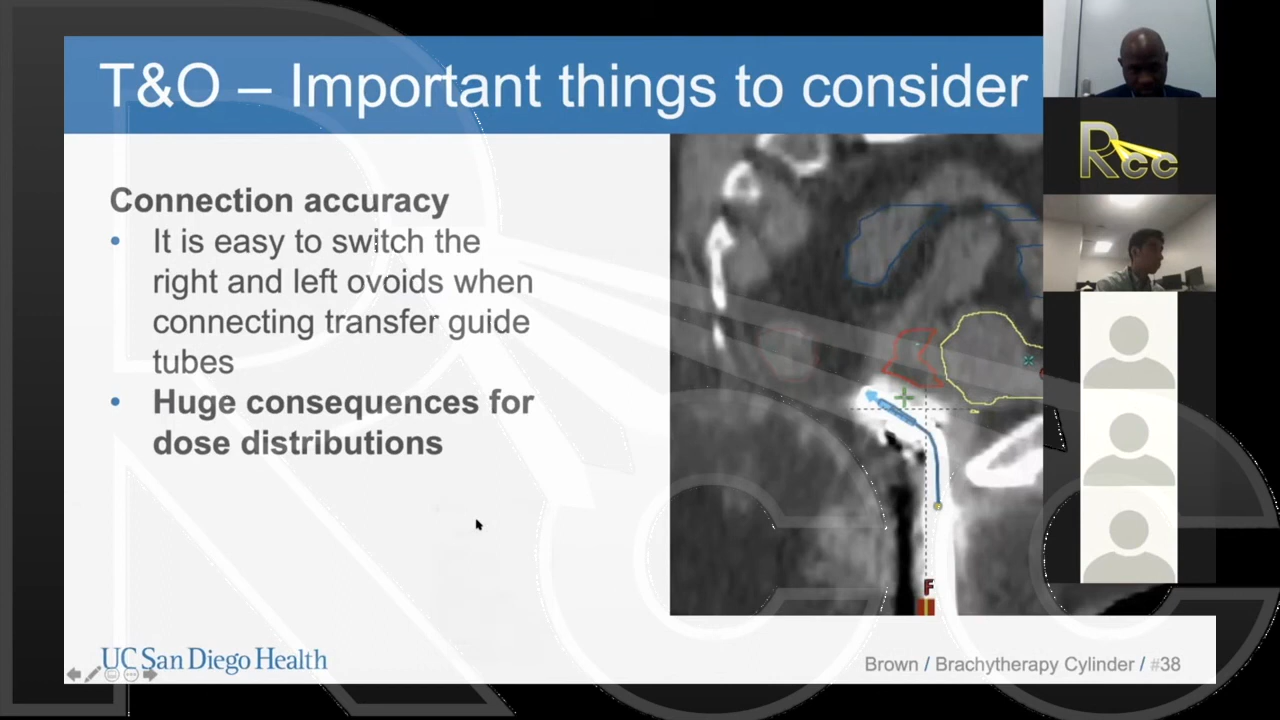 T&O – Important things to consider
Rcc
Connection accuracy
• It is easy to switch the
right and left ovoids when
connecting transfer guide
tubes
• Huge consequences for
dose distributions
F
UC San Diego Health
Brown / Brachytherapy Cylinder / #38